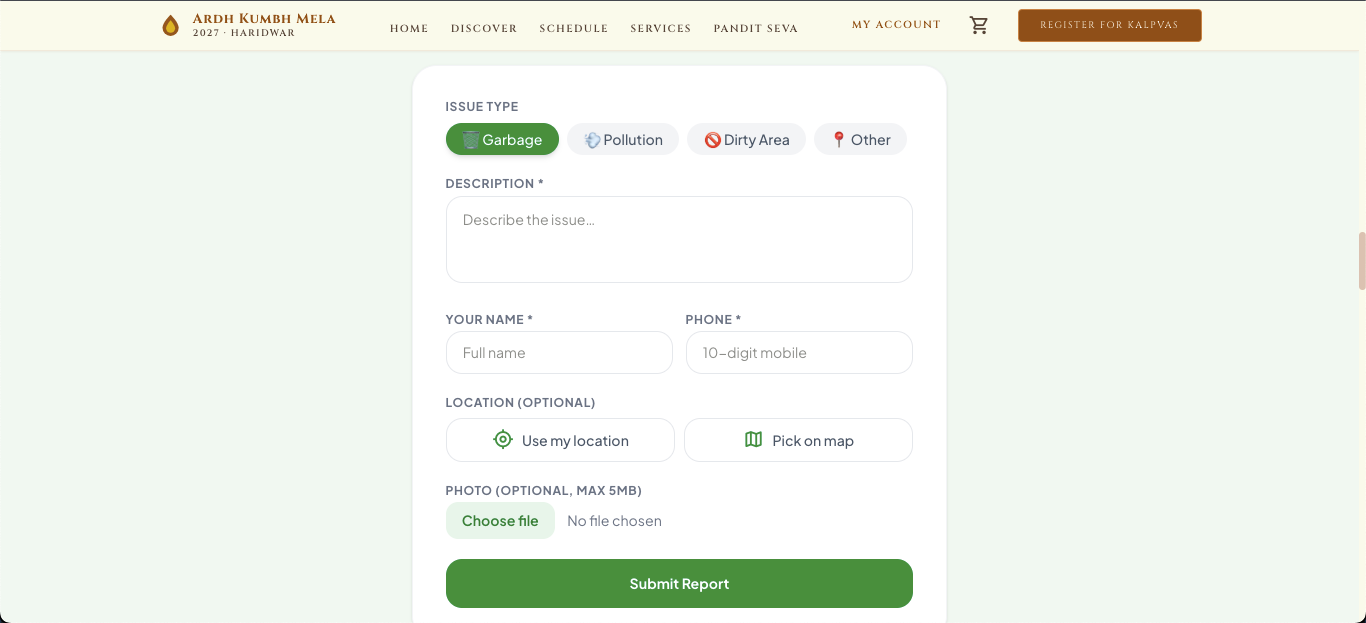 Ardh Kumbh Mela
2027 · HARIDWAR
HOME DISCOVER SCHEDULE SERVICES PANDIT SEVA MY ACCOUNT REGISTER FOR KALPVAS
ISSUE TYPE
Garbage Pollution Dirty Area Other
DESCRIPTION *
Describe the issue...
YOUR NAME * PHONE *
Full name 10-digit mobile
LOCATION (OPTIONAL)
Use my location Pick on map
PHOTO (OPTIONAL, MAX 5MB)
Choose file No file chosen
Submit Report